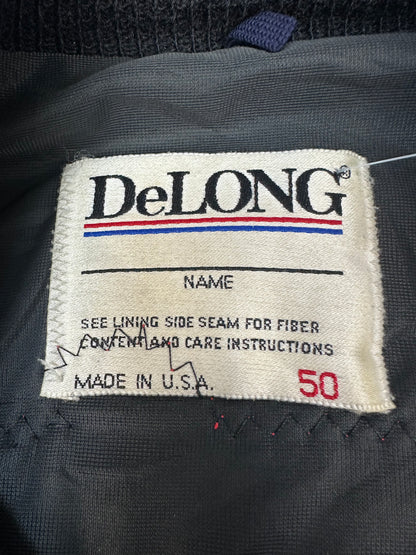 DeLONG®
NAME
SEE LINING SIDE SEAM FOR FIBER
CONTENT AND CARE INSTRUCTIONS
MADE IN U.S.A. 50